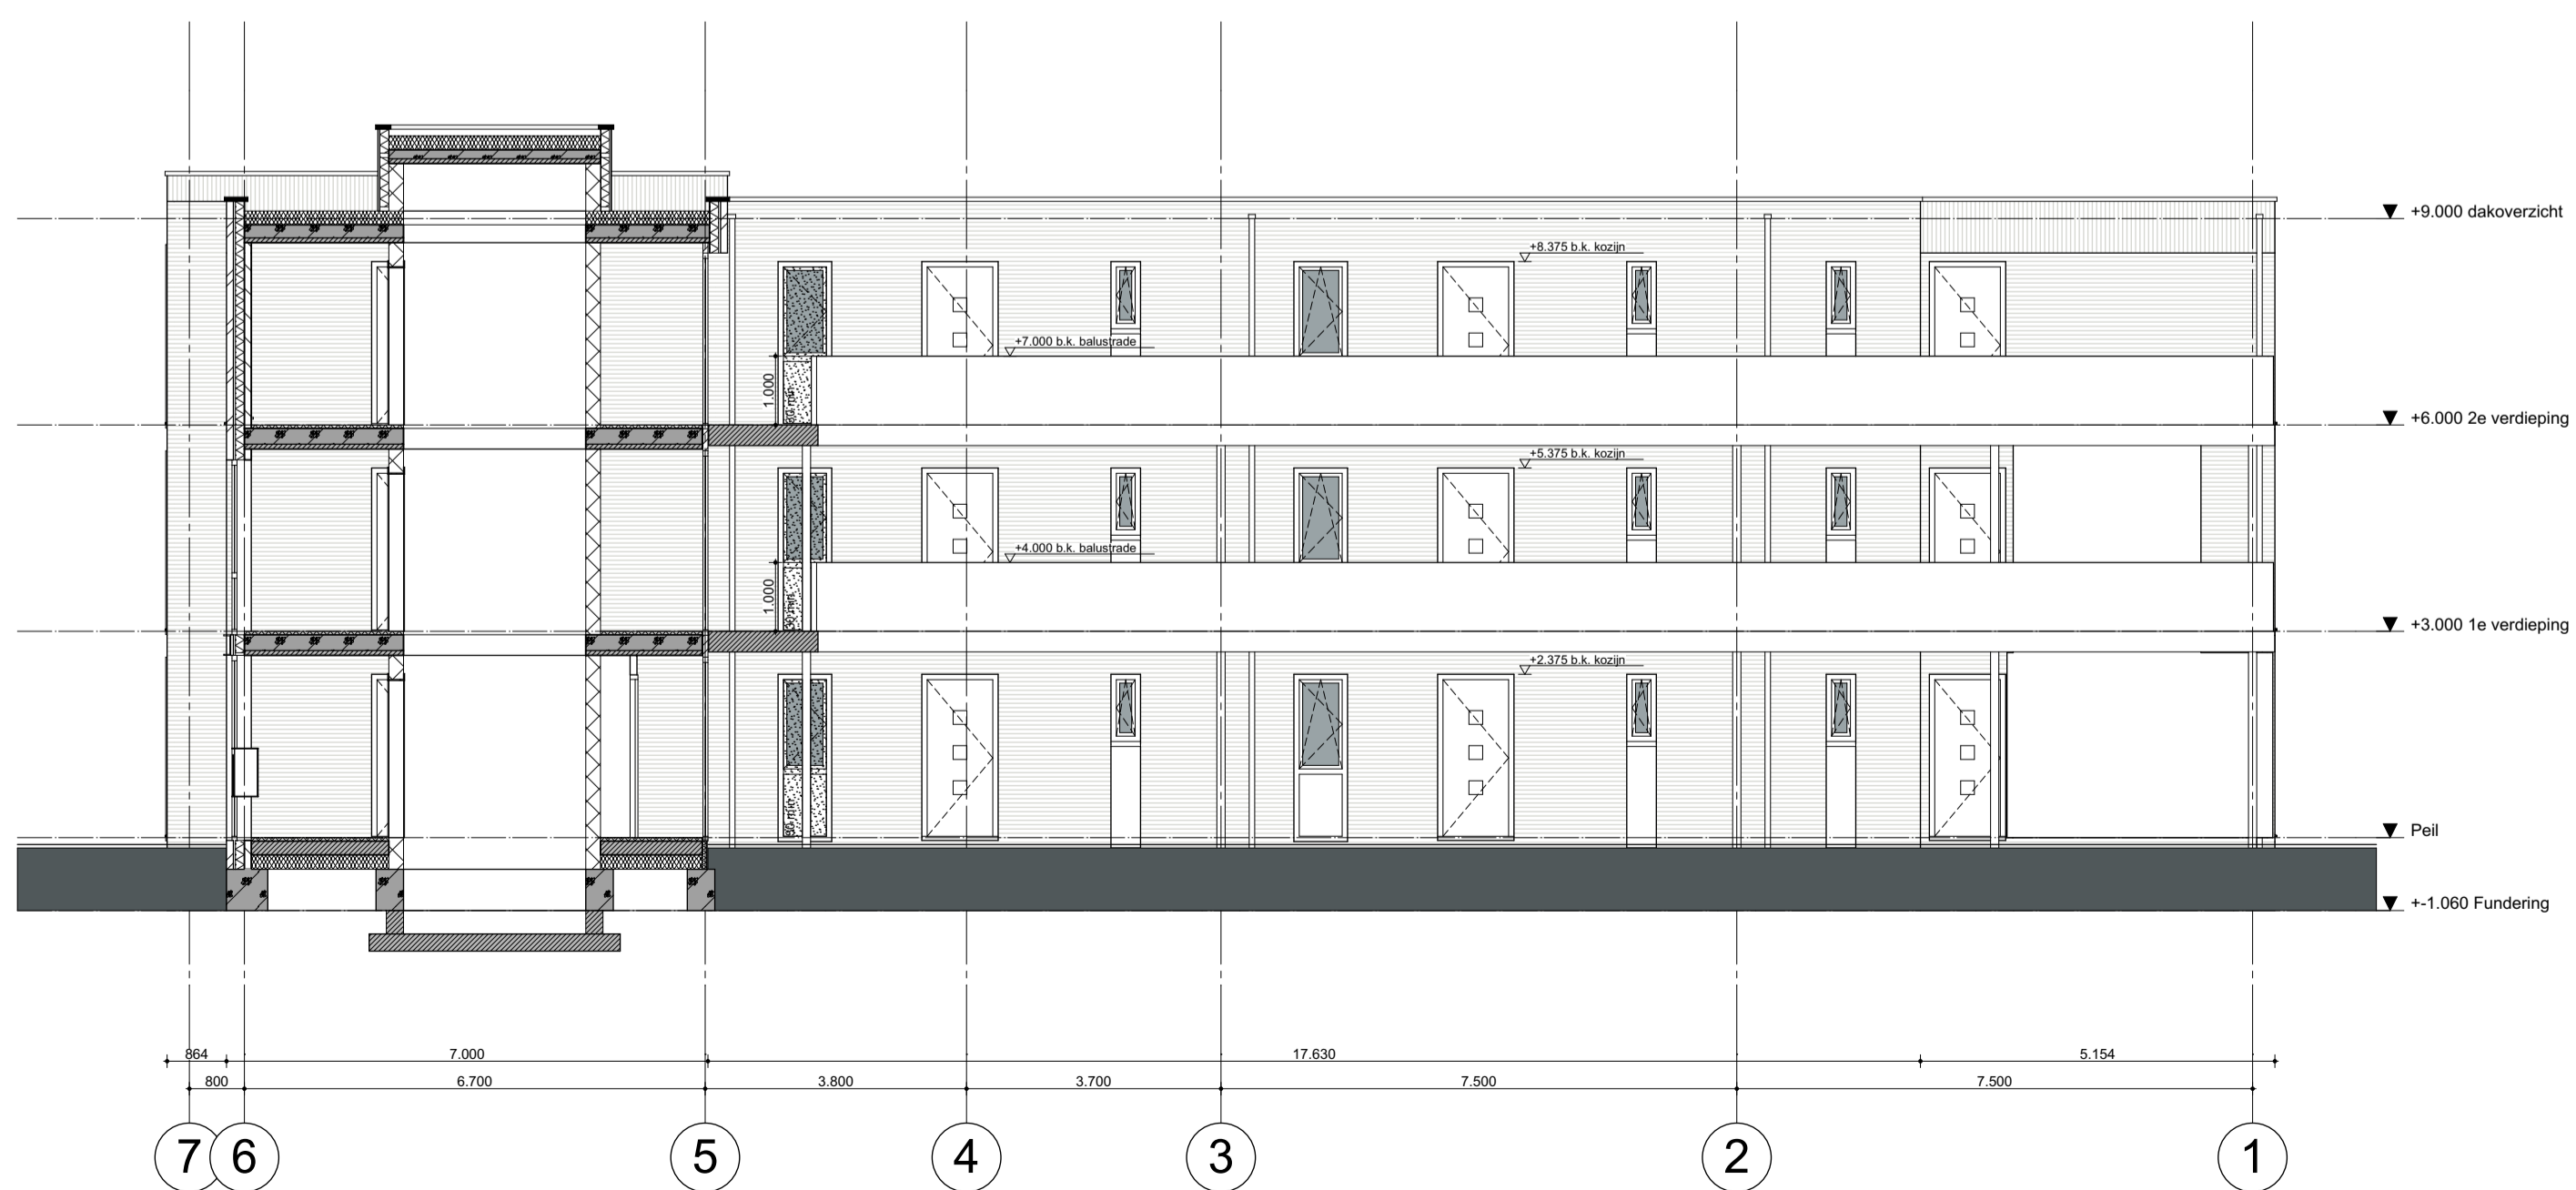 +9.000 dakoverzicht
+8.375 b.k. kozijn
+7.000 b.k. balustrade
1.000
+6.000 2e verdieping
+5.375 b.k. kozijn
+4.000 b.k. balustrade
1.000
30 min
+3.000 1e verdieping
+2.375 b.k. kozijn
Peil
+-1.060 Fundering
864
7.000
17.630
5.154
800
6.700
3.800
3.700
7.500
7.500
7
6
5
4
3
2
1